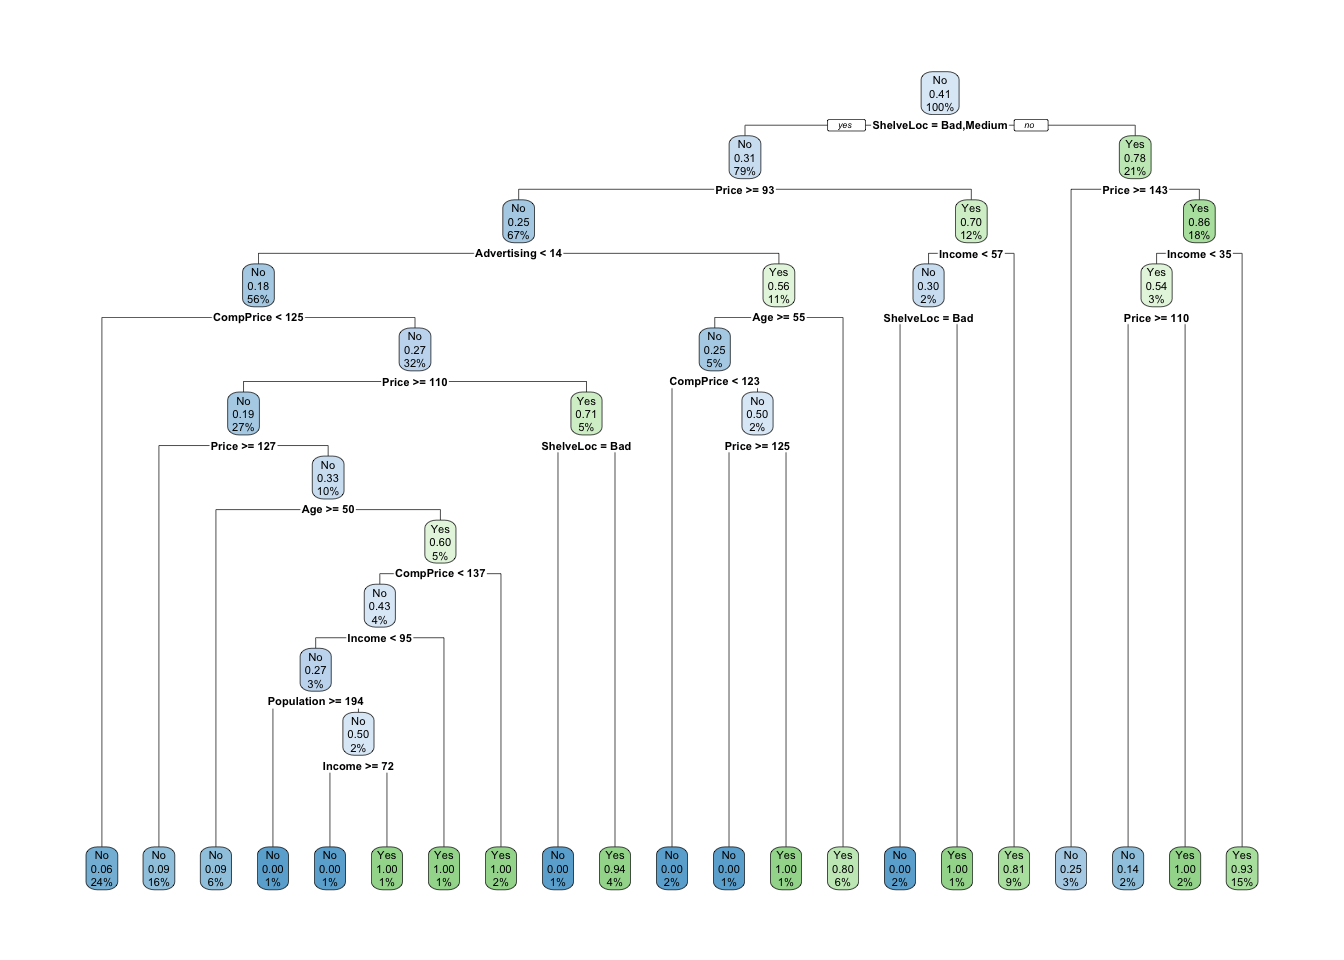 No
0.41
100%
yes ShelveLoc = Bad,Medium no
No
0.31
79%
Yes
0.78
21%
Price >= 93
Price >= 143
No
0.25
67%
Yes
0.70
12%
Yes
0.86
18%
Advertising < 14
Income < 57
Income < 35
No
0.18
56%
Yes
0.56
11%
No
0.30
2%
Yes
0.54
3%
CompPrice < 125
Age >= 55
ShelveLoc = Bad
Price >= 110
No
0.27
32%
No
0.25
5%
Price >= 110
CompPrice < 123
No
0.19
27%
Yes
0.71
5%
No
0.50
2%
Price >= 127
ShelveLoc = Bad
Price >= 125
No
0.33
10%
Age >= 50
Yes
0.60
5%
CompPrice < 137
No
0.43
4%
Income < 95
No
0.27
3%
Population >= 194
No
0.50
2%
Income >= 72
No
0.06
24%
No
0.09
16%
No
0.09
6%
No
0.00
1%
No
0.00
1%
Yes
1.00
1%
Yes
1.00
1%
Yes
1.00
2%
No
0.00
1%
Yes
0.94
4%
No
0.00
2%
No
0.00
1%
Yes
1.00
1%
Yes
0.80
6%
No
0.00
2%
Yes
1.00
1%
Yes
0.81
9%
No
0.25
3%
No
0.14
2%
Yes
1.00
2%
Yes
0.93
15%